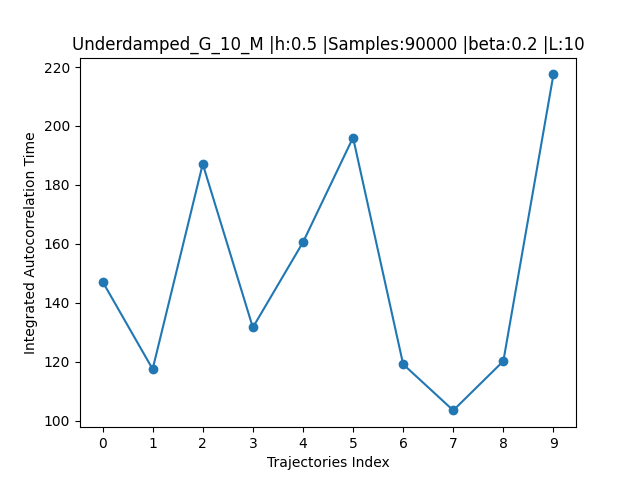 Underdamped_G_10_M |h:0.5 |Samples:90000 |beta:0.2 |L:10
220
200
180
160
140
120
100
Integrated Autocorrelation Time
0 1 2 3 4 5 6 7 8 9
Trajectories Index